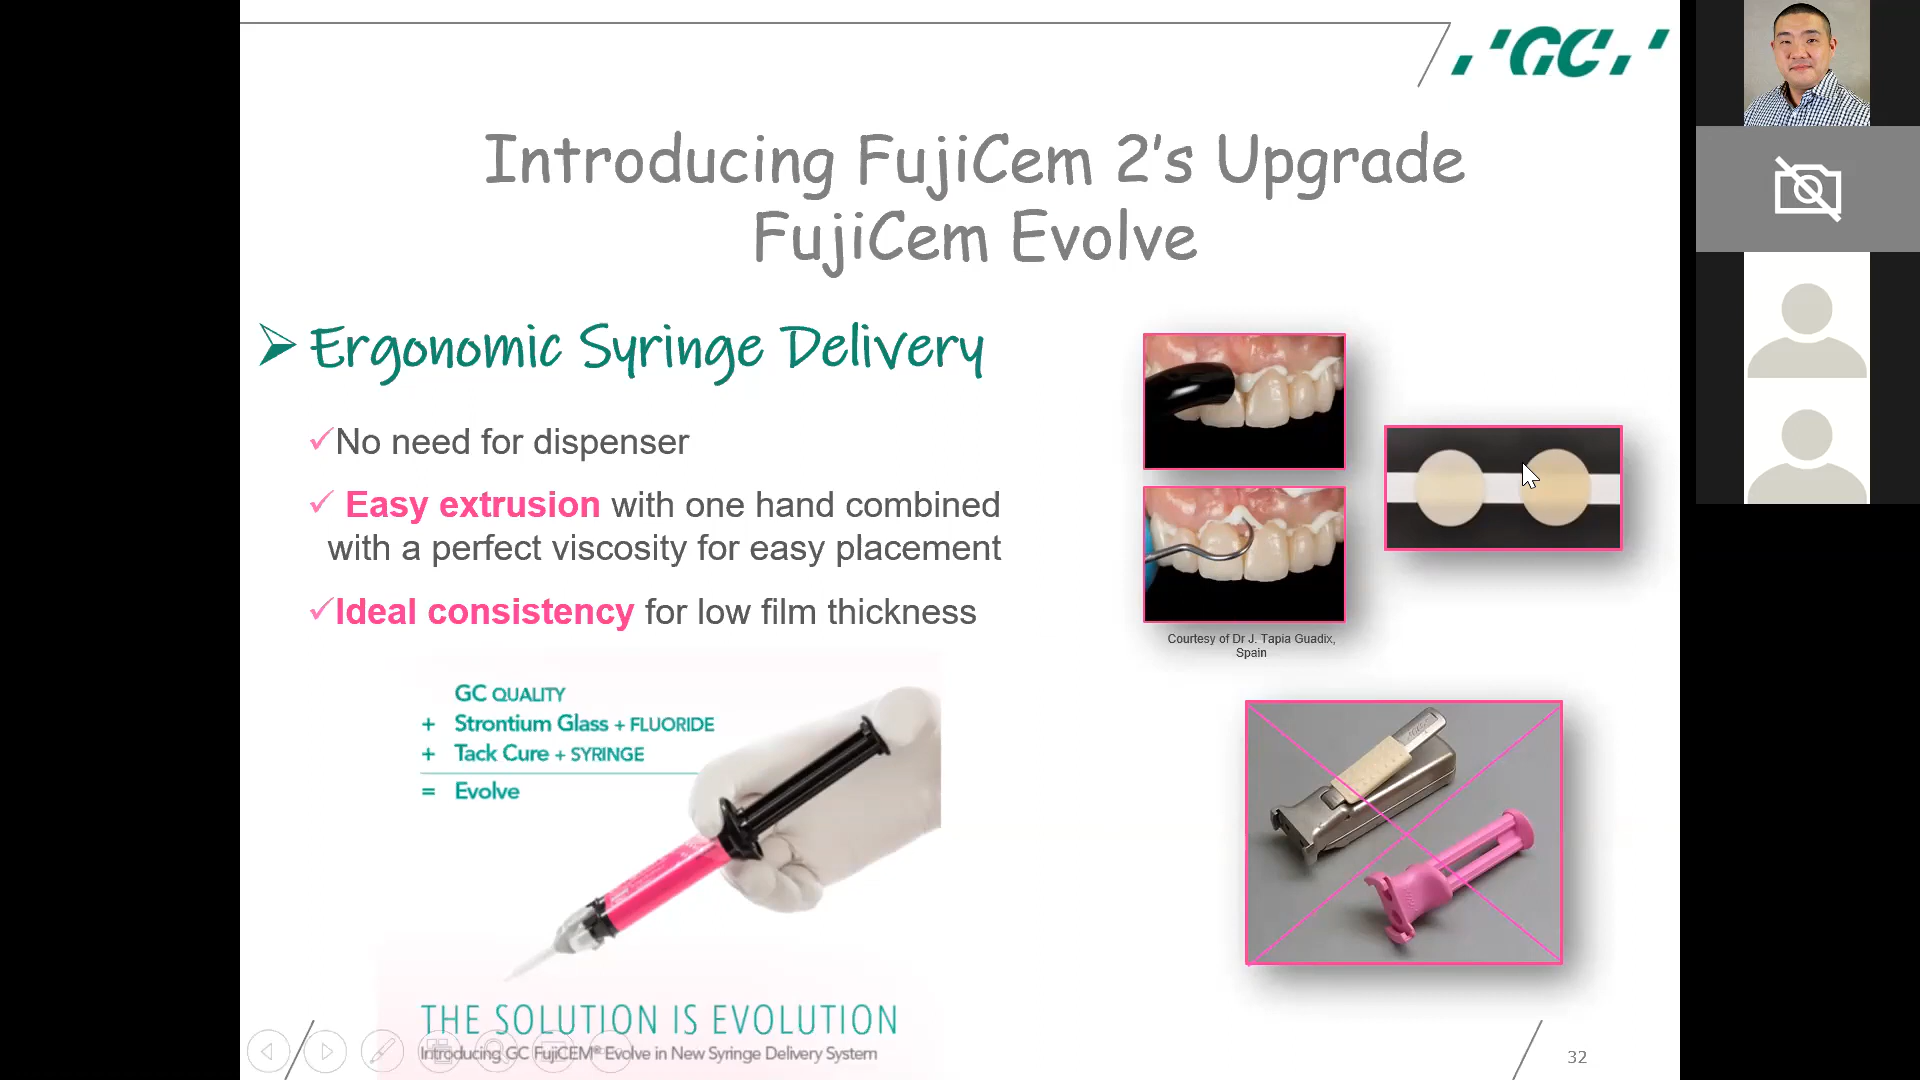 GC
Introducing FujiCem 2's Upgrade
FujiCem Evolve
Ergonomic Syringe Delivery
No need for dispenser
Easy extrusion with one hand combined
with a perfect viscosity for easy placement
Ideal consistency for low film thickness
Courtesy of Dr J. Tapia Guadix,
Spain
GC QUALITY
+ Strontium Glass + FLUORIDE
+ Tack Cure + SYRINGE
= Evolve
THE SOLUTION IS EVOLUTION
Introducing GC FujiCEM® Evolve in New Syringe Delivery System
32